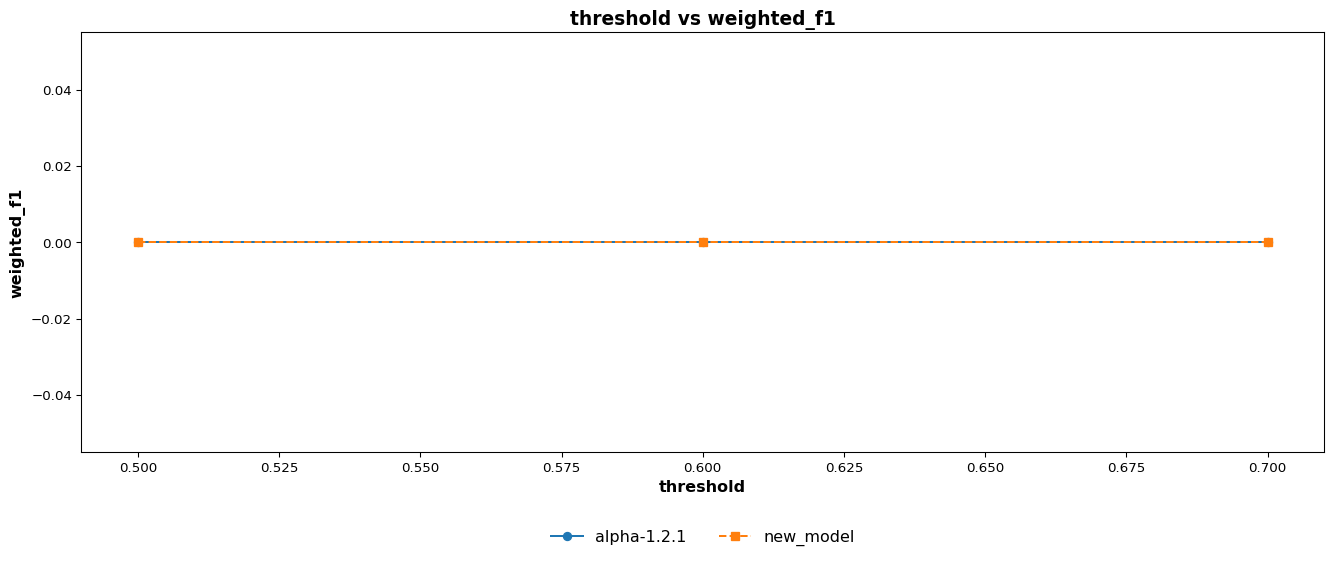 threshold vs weighted_f1
weighted_f1
0.04
0.02
0.00
−0.02
−0.04
0.500 0.525 0.550 0.575 0.600 0.625 0.650 0.675 0.700
threshold
alpha-1.2.1 new_model